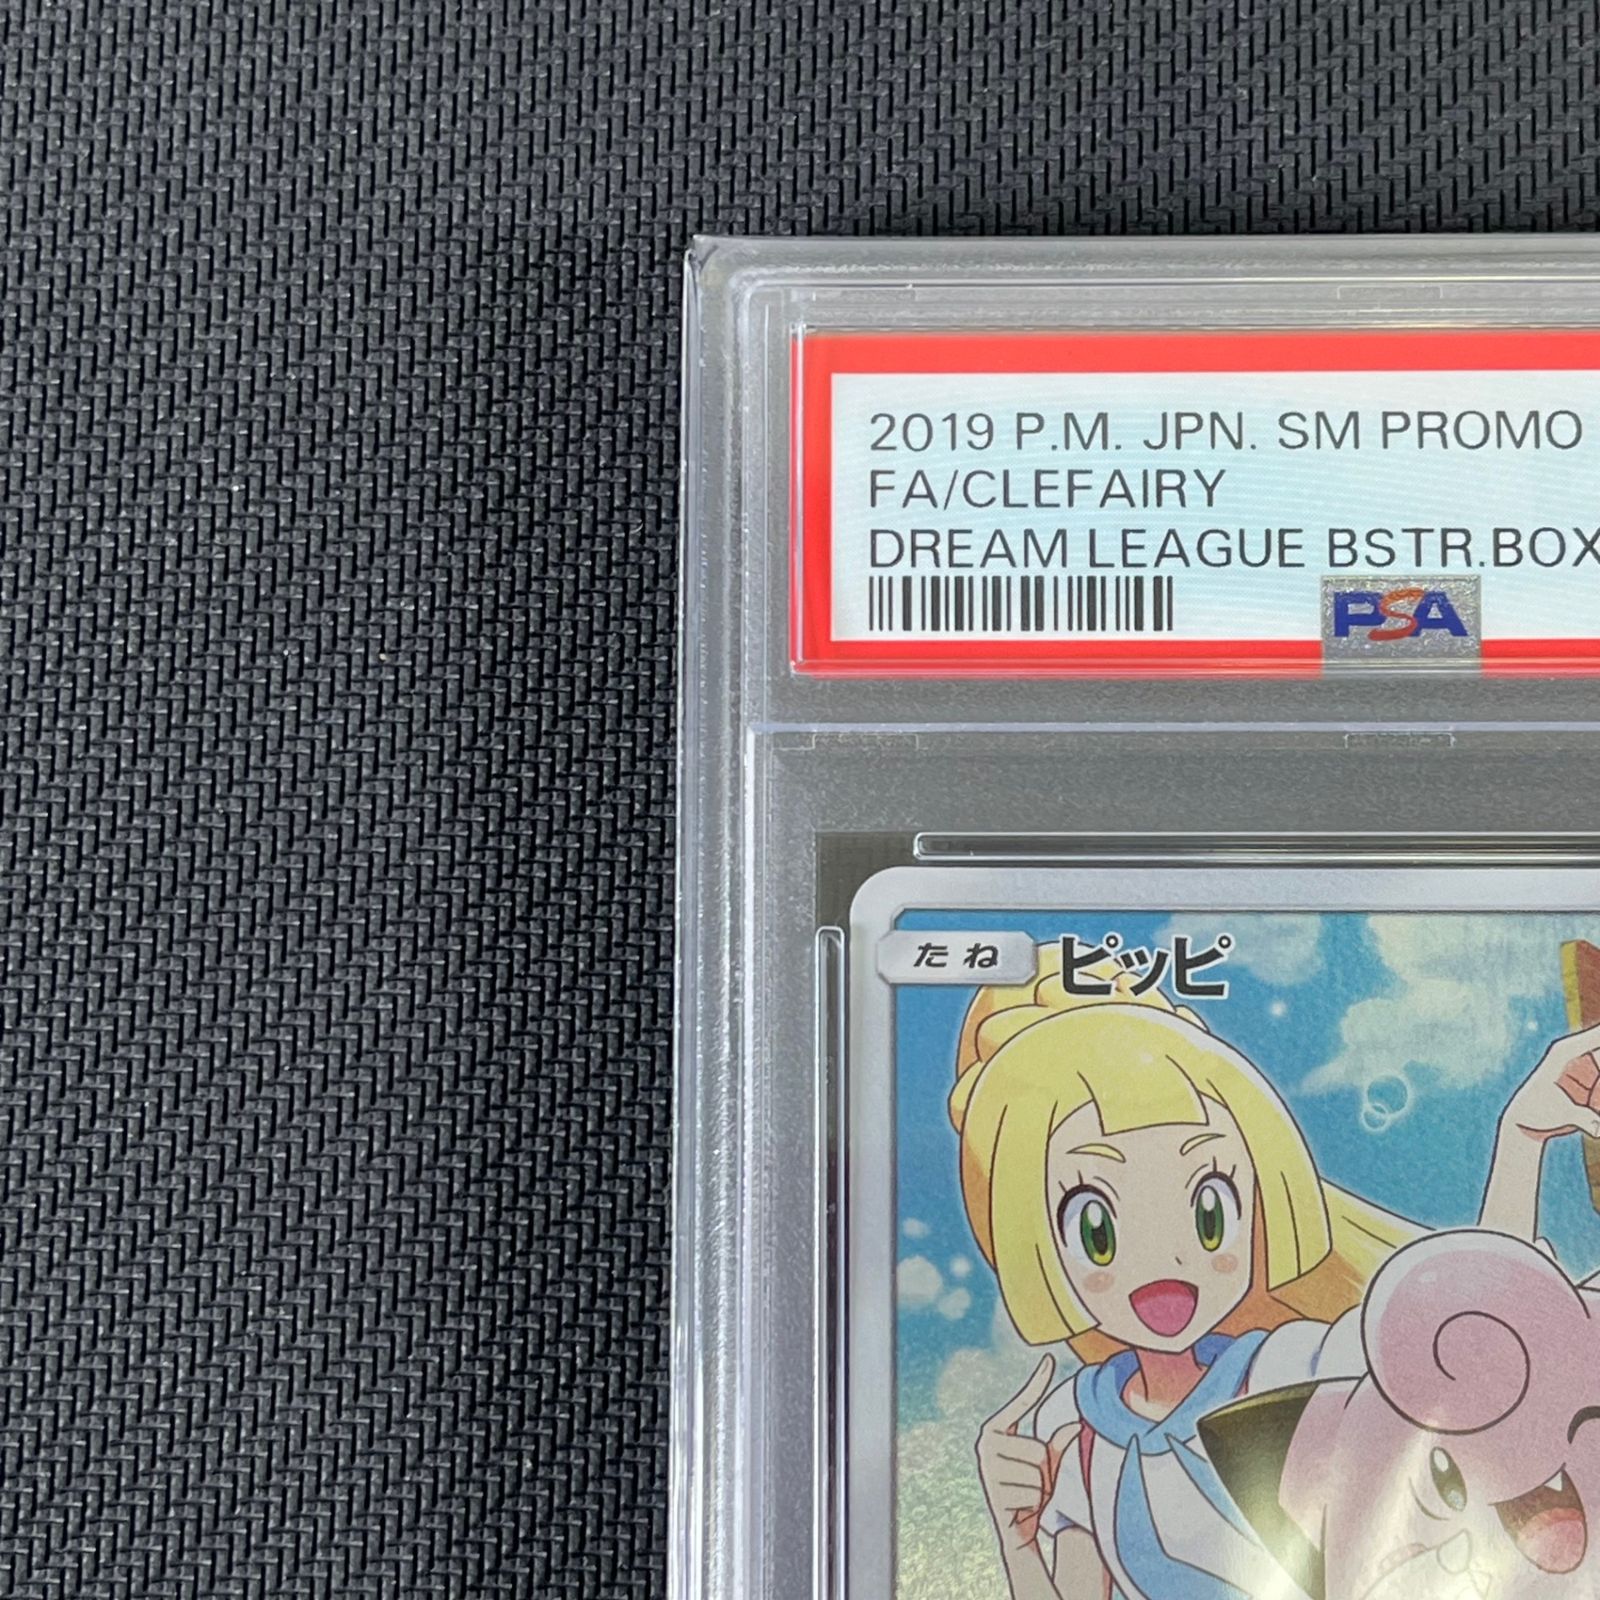 2019 P.M. JPN. SM PROMO
FA/CLEFAIRY
DREAM LEAGUE BSTR.BOX
PSA
たね ピッピ